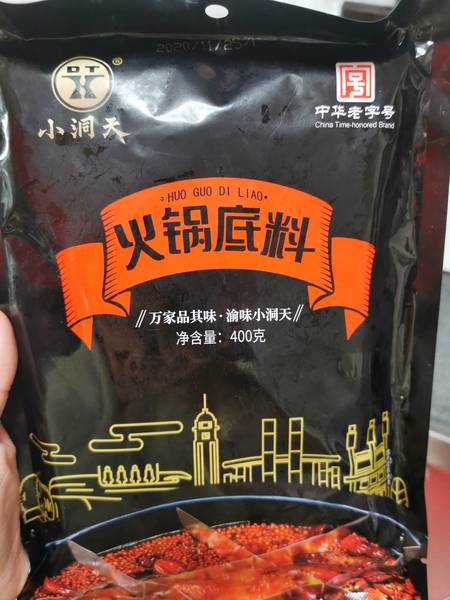 2020/11/25/1
小洞天
®
中华老字号
China Time-honored Brand
HUO GUO DI LIAO
火锅底料
//万家品其味·渝味小洞天//
净含量：400克